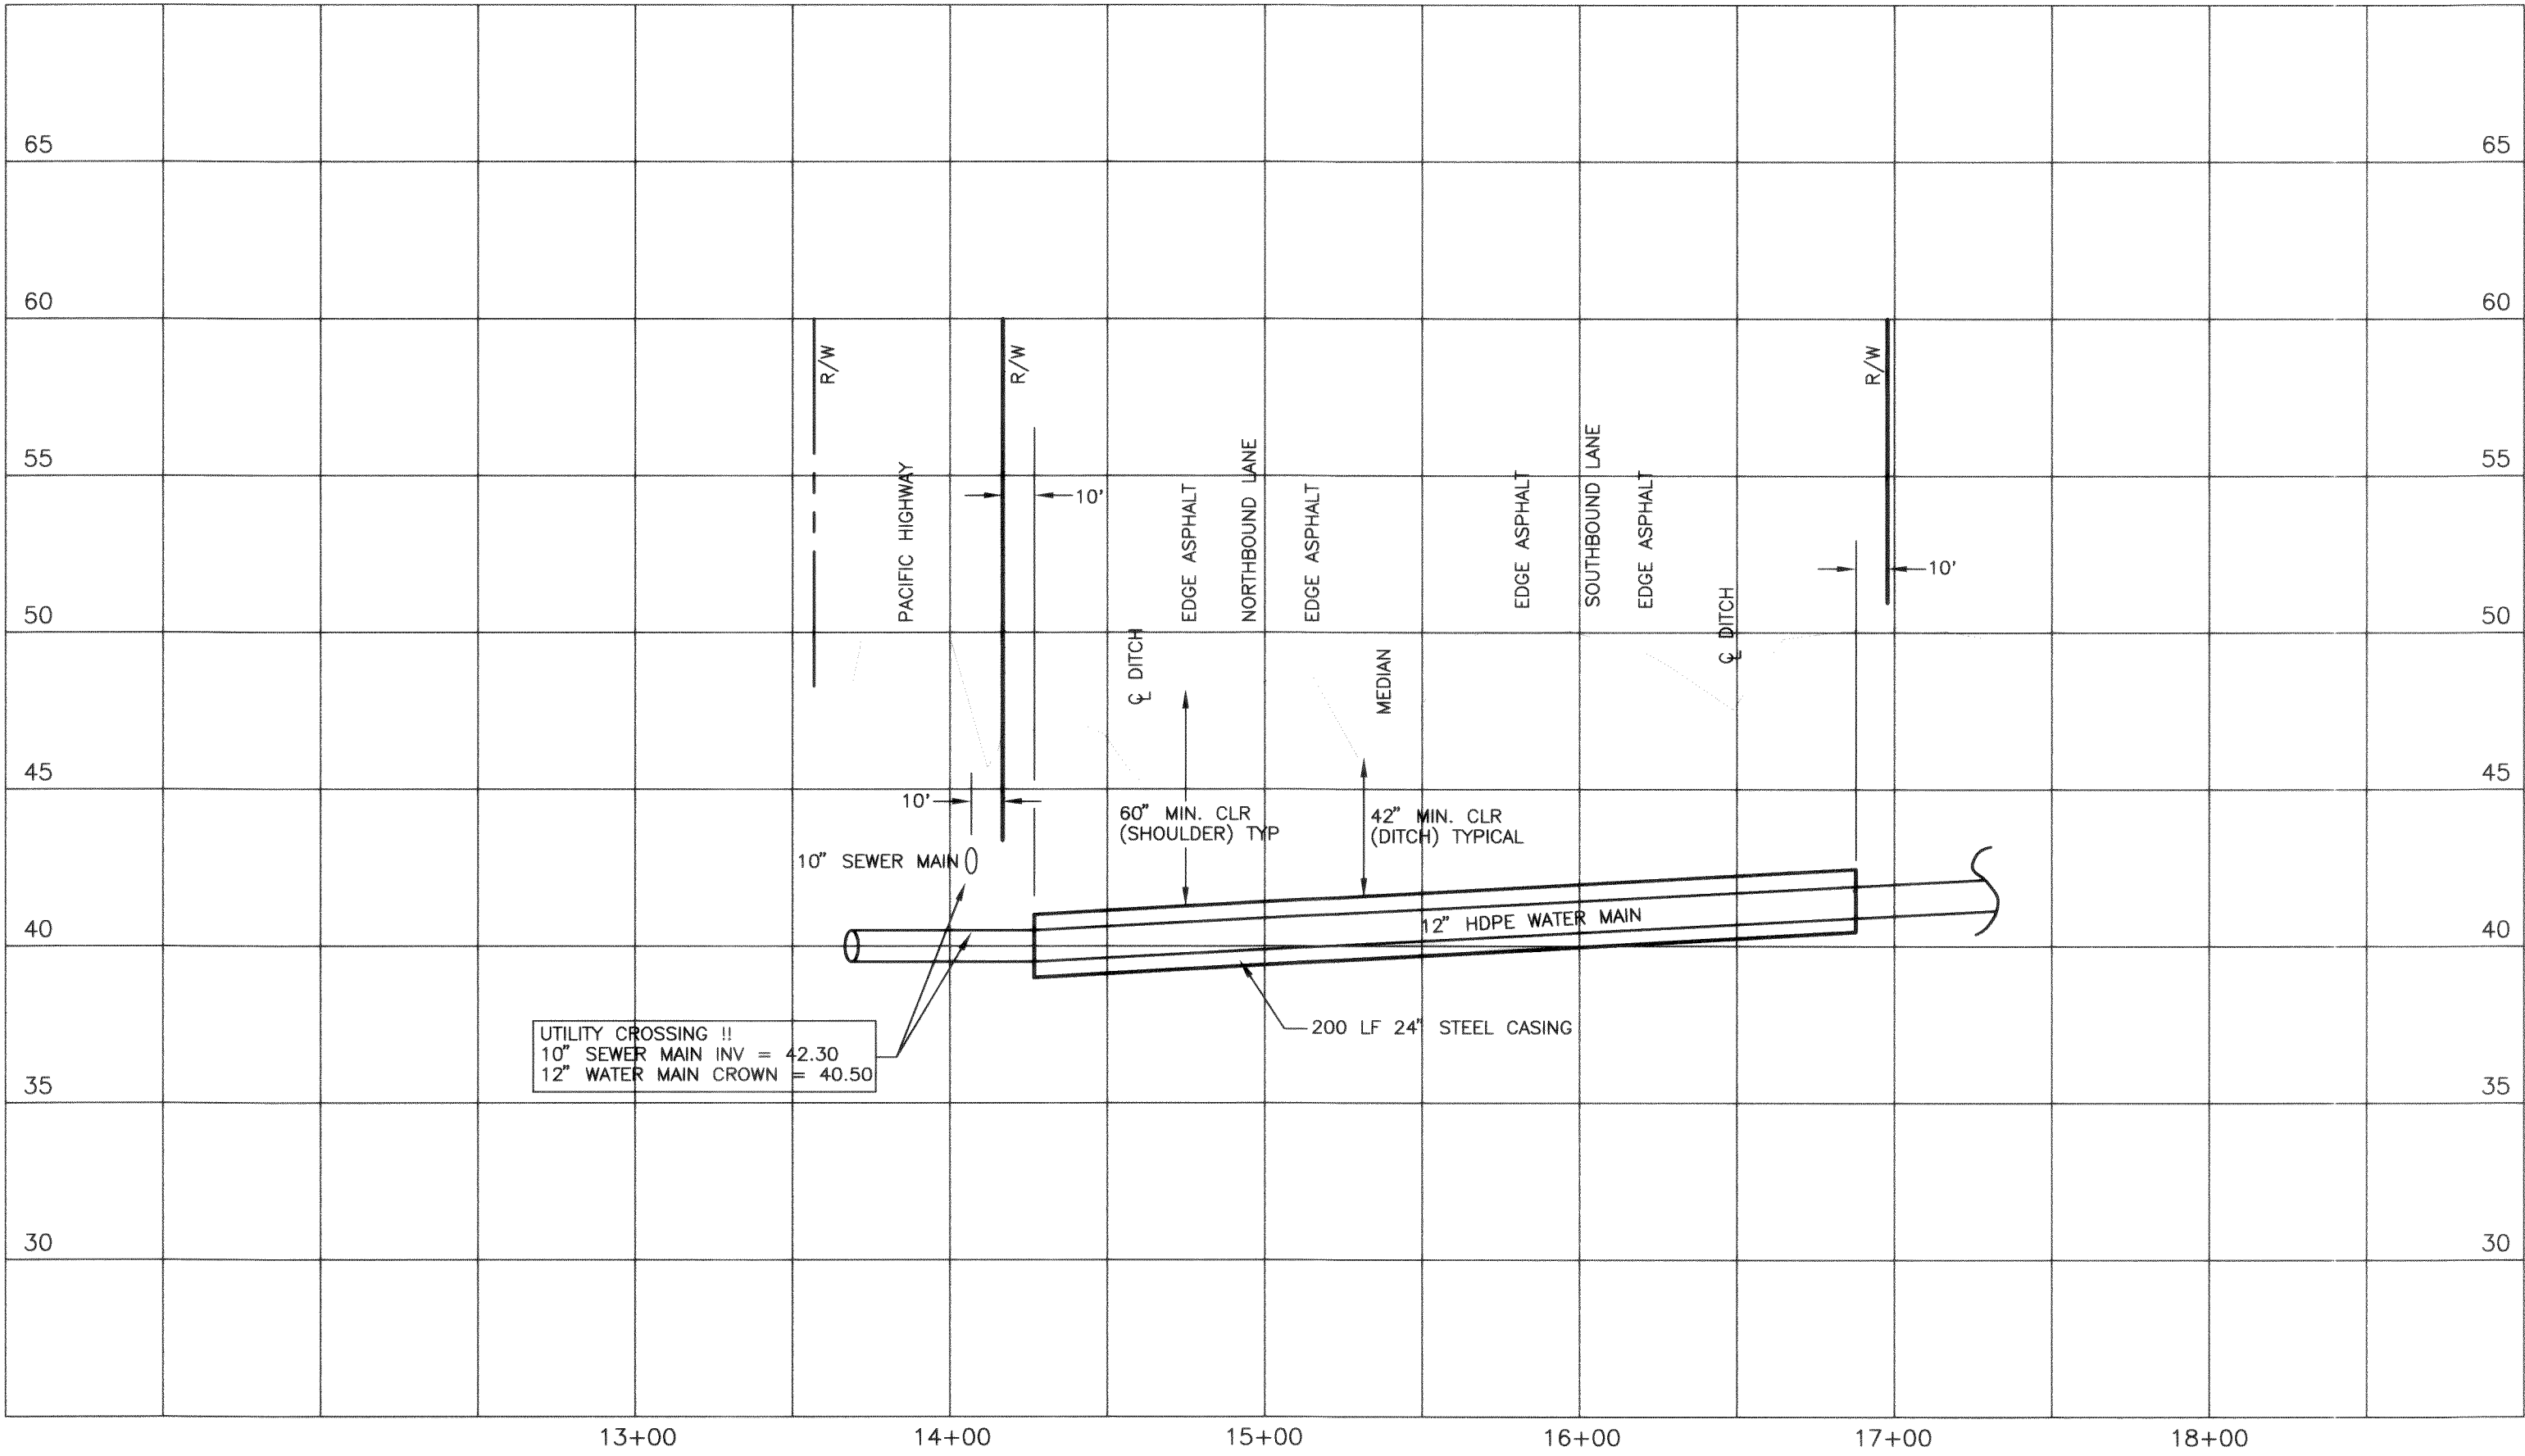 65
65
60
60
R/W
R/W
R/W
55
55
PACIFIC HIGHWAY
10'
EDGE ASPHALT
NORTHBOUND LANE
EDGE ASPHALT
EDGE ASPHALT
SOUTHBOUND LANE
EDGE ASPHALT
10'
50
50
℄ DITCH
MEDIAN
℄ DITCH
45
45
10'
60" MIN. CLR
(SHOULDER) TYP
42" MIN. CLR
(DITCH) TYPICAL
10" SEWER MAIN
40
40
12" HDPE WATER MAIN
200 LF 24" STEEL CASING
UTILITY CROSSING !!
10" SEWER MAIN INV = 42.30
12" WATER MAIN CROWN = 40.50
35
35
30
30
13+00
14+00
15+00
16+00
17+00
18+00